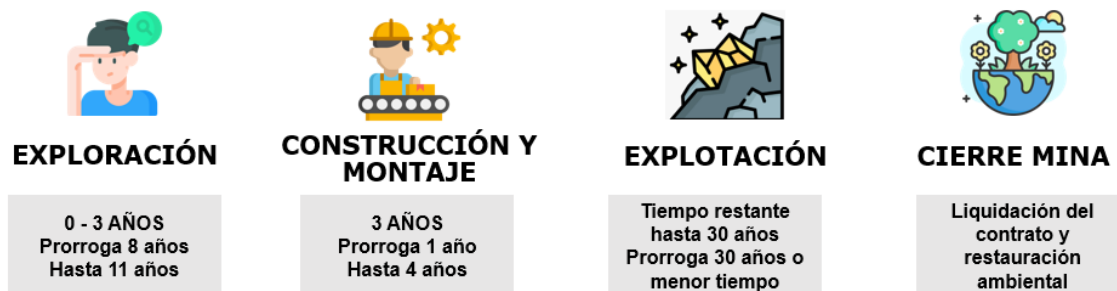 EXPLORACIÓN
0 - 3 AÑOS
Prorroga 8 años
Hasta 11 años
CONSTRUCCIÓN Y
MONTAJE
3 AÑOS
Prorroga 1 año
Hasta 4 años
EXPLOTACIÓN
Tiempo restante
hasta 30 años
Prorroga 30 años o
menor tiempo
CIERRE MINA
Liquidación del
contrato y
restauración
ambiental